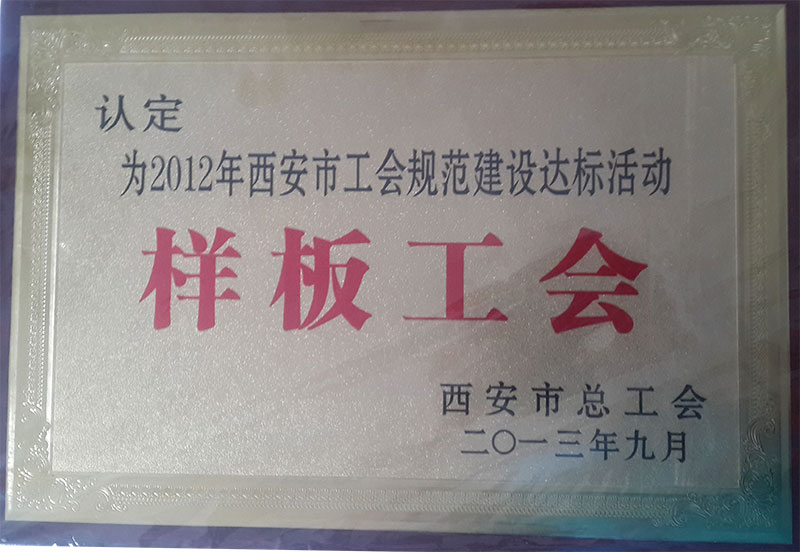 认定
为2012年西安市工会规范建设达标活动
样板工会
西安市总工会
二〇一三年九月